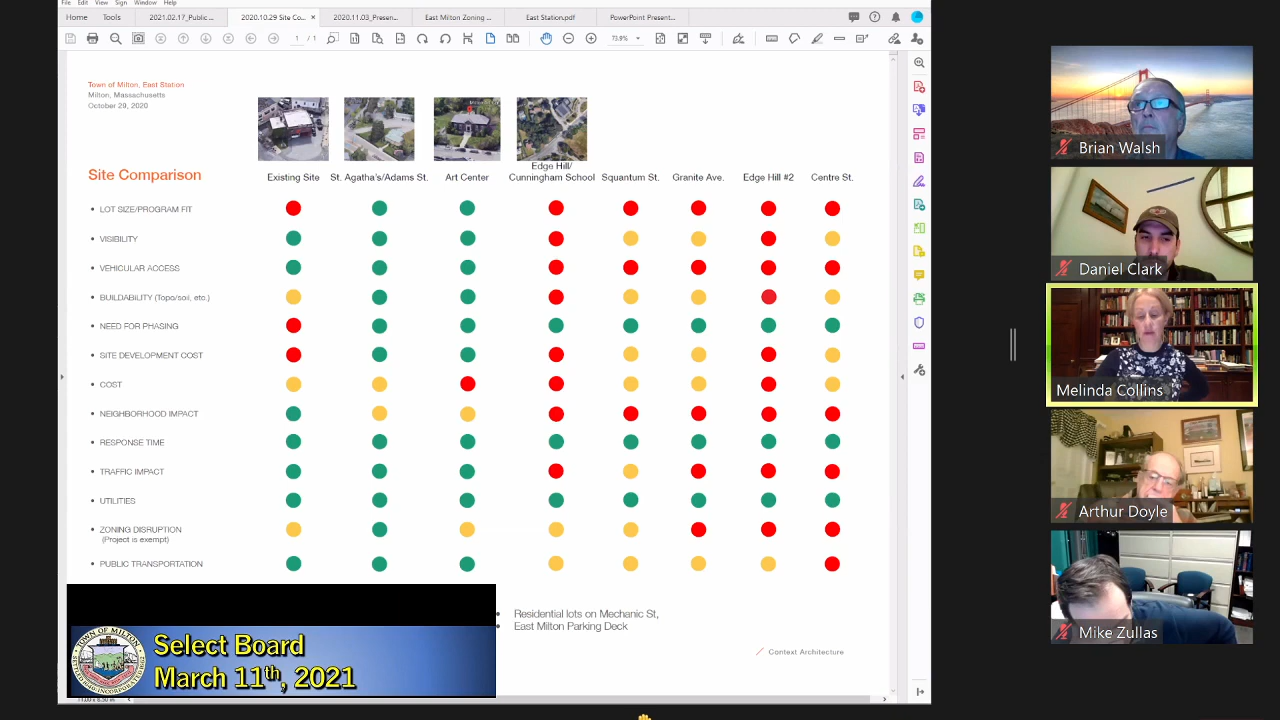 File Edit View Sign Window Help
Home Tools 2021.02.17_Public ... 2020.10.29 Site Co... × 2020.11.03_Presen... East Milton Zoning ... East Station.pdf PowerPoint Present...
1 / 1 73.9%
Town of Milton, East Station
Milton, Massachusetts
October 29, 2020
Site Comparison
Existing Site
St. Agatha's/Adams St.
Art Center
Edge Hill/
Cunningham School
Squantum St.
Granite Ave.
Edge Hill #2
Centre St.
• LOT SIZE/PROGRAM FIT
• VISIBILITY
• VEHICULAR ACCESS
• BUILDABILITY (Topo/soil, etc.)
• NEED FOR PHASING
• SITE DEVELOPMENT COST
• COST
• NEIGHBORHOOD IMPACT
• RESPONSE TIME
• TRAFFIC IMPACT
• UTILITIES
• ZONING DISRUPTION
(Project is exempt)
• PUBLIC TRANSPORTATION
• Residential lots on Mechanic St,
• East Milton Parking Deck
Context Architecture
TOWN OF MILTON
Select Board
March 11th, 2021
Brian Walsh
Daniel Clark
Melinda Collins
Arthur Doyle
Mike Zullas